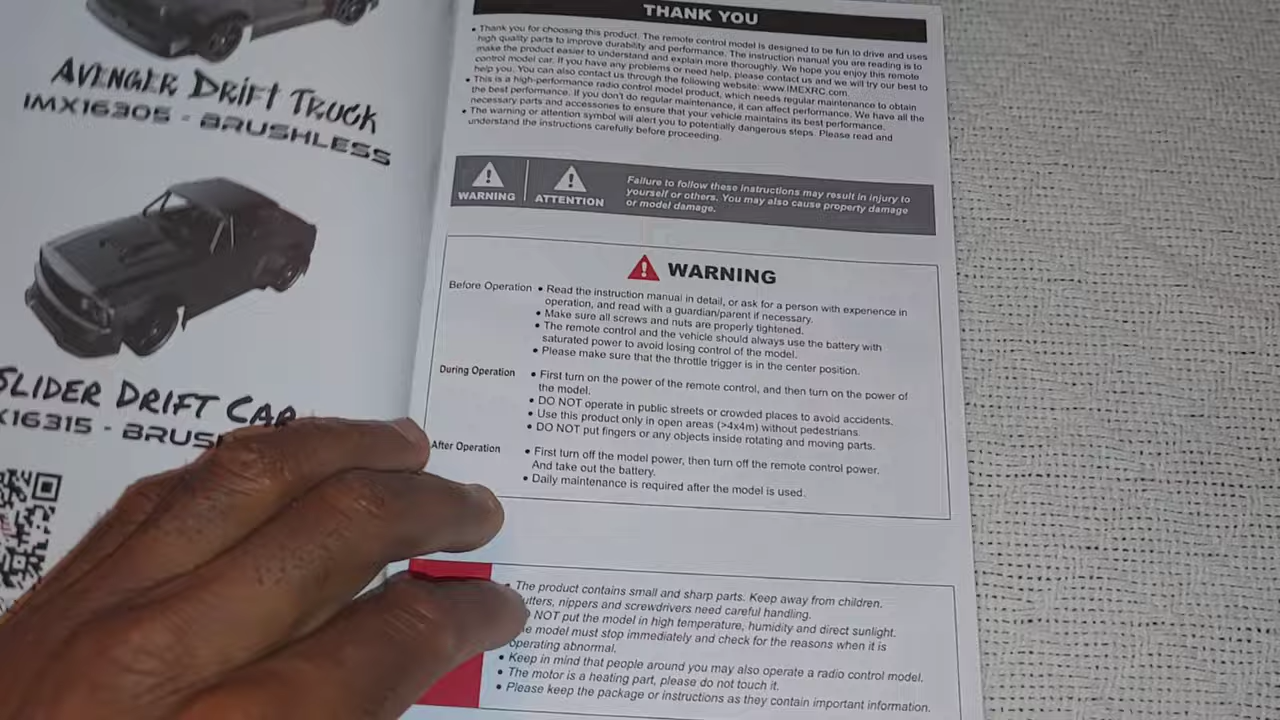 AVENGER DRIFT TRUCK
IMX16305 - BRUSHLESS
SLIDER DRIFT CAR
X16315 - BRUS
THANK YOU
• Thank you for choosing this product. The remote control model is designed to be fun to drive and uses
high quality parts to improve durability and performance. The instruction manual you are reading is to
make the product easier to understand and explain more thoroughly. We hope you enjoy this remote
control model car. If you have any problems or need help, please contact us and we will try our best to
help you. You can also contact us through the following website: www.IMEXRC.com.
• This is a high-performance radio control model product, which needs regular maintenance to obtain
the best performance. If you don't do regular maintenance, it can affect performance. We have all the
necessary parts and accessories to ensure that your vehicle maintains its best performance.
• The warning or attention symbol will alert you to potentially dangerous steps. Please read and
understand the instructions carefully before proceeding.
WARNING
ATTENTION
Failure to follow these instructions may result in injury to
yourself or others. You may also cause property damage
or model damage.
WARNING
Before Operation • Read the instruction manual in detail, or ask for a person with experience in
operation, and read with a guardian/parent if necessary.
• Make sure all screws and nuts are properly tightened.
• The remote control and the vehicle should always use the battery with
saturated power to avoid losing control of the model.
• Please make sure that the throttle trigger is in the center position.
During Operation • First turn on the power of the remote control, and then turn on the power of
the model.
• DO NOT operate in public streets or crowded places to avoid accidents.
• Use this product only in open areas (>4x4m) without pedestrians.
• DO NOT put fingers or any objects inside rotating and moving parts.
After Operation • First turn off the model power, then turn off the remote control power.
And take out the battery.
• Daily maintenance is required after the model is used.
• The product contains small and sharp parts. Keep away from children.
utters, nippers and screwdrivers need careful handling.
NOT put the model in high temperature, humidity and direct sunlight.
e model must stop immediately and check for the reasons when it is
operating abnormal.
• Keep in mind that people around you may also operate a radio control model.
• The motor is a heating part, please do not touch it.
• Please keep the package or instructions as they contain important information.